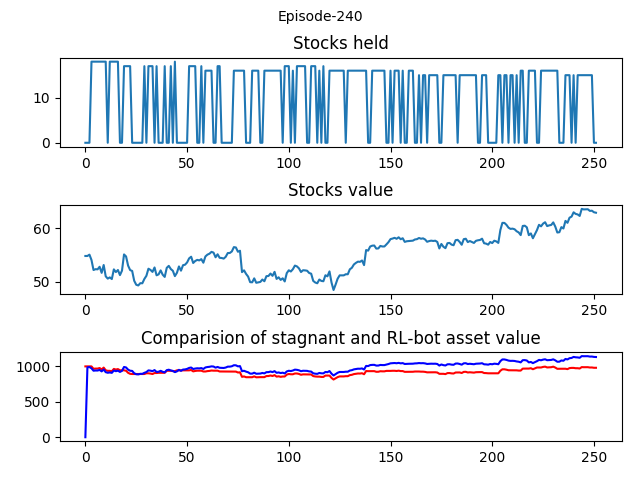 Episode-240
Stocks held
10
0
0 50 100 150 200 250
Stocks value
60
50
0 50 100 150 200 250
Comparision of stagnant and RL-bot asset value
1000
500
0
0 50 100 150 200 250